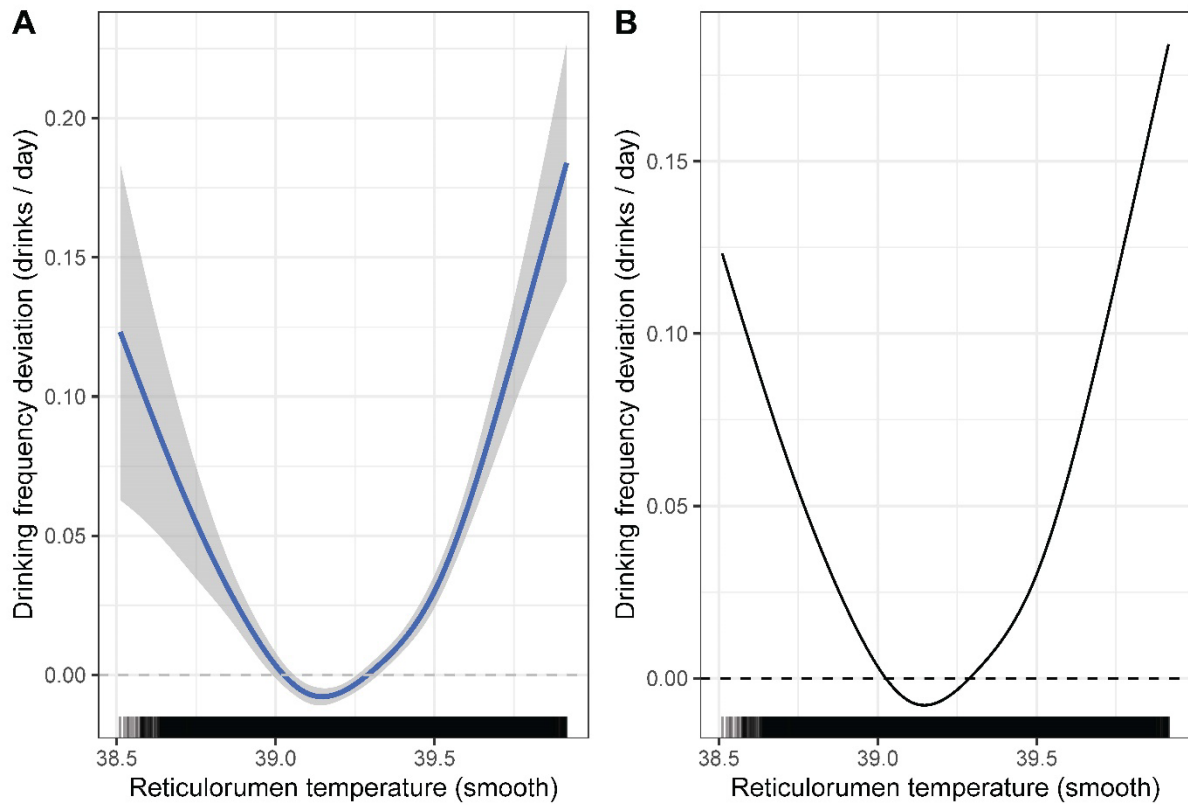 A
Drinking frequency deviation (drinks / day)
0.20
0.15
0.10
0.05
0.00
38.5
39.0
39.5
Reticulorumen temperature (smooth)
B
Drinking frequency deviation (drinks / day)
0.15
0.10
0.05
0.00
38.5
39.0
39.5
Reticulorumen temperature (smooth)